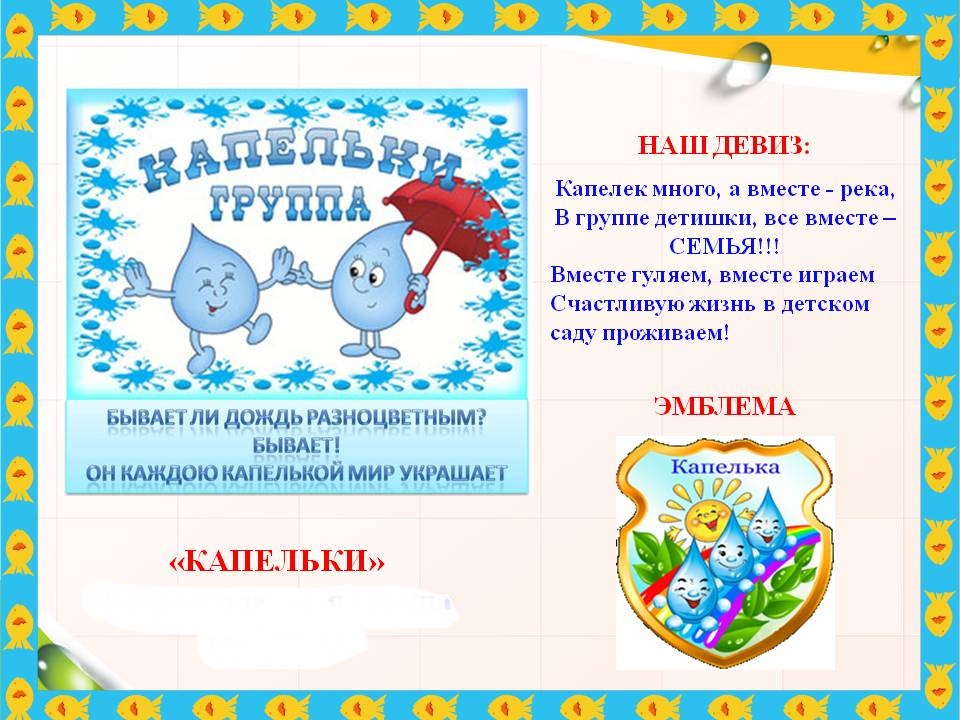 КАПЕЛЬКИ
ГРУППА
БЫВАЕТ ЛИ ДОЖДЬ РАЗНОЦВЕТНЫМ?
БЫВАЕТ!
ОН КАЖДОЮ КАПЕЛЬКОЙ МИР УКРАШАЕТ
«КАПЕЛЬКИ»
НАШ ДЕВИЗ:
Капелек много, а вместе - река,
В группе детишки, все вместе –
СЕМЬЯ!!!
Вместе гуляем, вместе играем
Счастливую жизнь в детском
саду проживаем!
ЭМБЛЕМА
Капелька